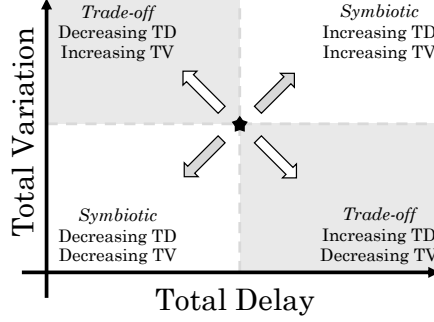 Trade-off
Decreasing TD
Increasing TV
Symbiotic
Increasing TD
Increasing TV
Total Variation
Symbiotic
Decreasing TD
Decreasing TV
Trade-off
Increasing TD
Decreasing TV
Total Delay